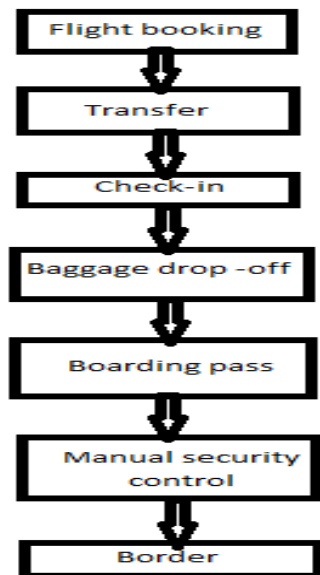 Flight booking
Transfer
Check-in
Baggage drop -off
Boarding pass
Manual security
control
Border